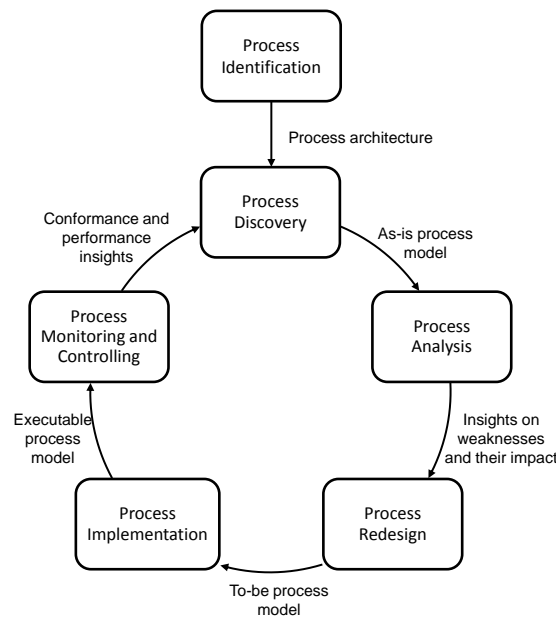 Process
Identification
Process architecture
Process
Discovery
As-is process
model
Process
Analysis
Insights on
weaknesses
and their impact
Process
Redesign
To-be process
model
Process
Implementation
Executable
process
model
Process
Monitoring and
Controlling
Conformance and
performance
insights